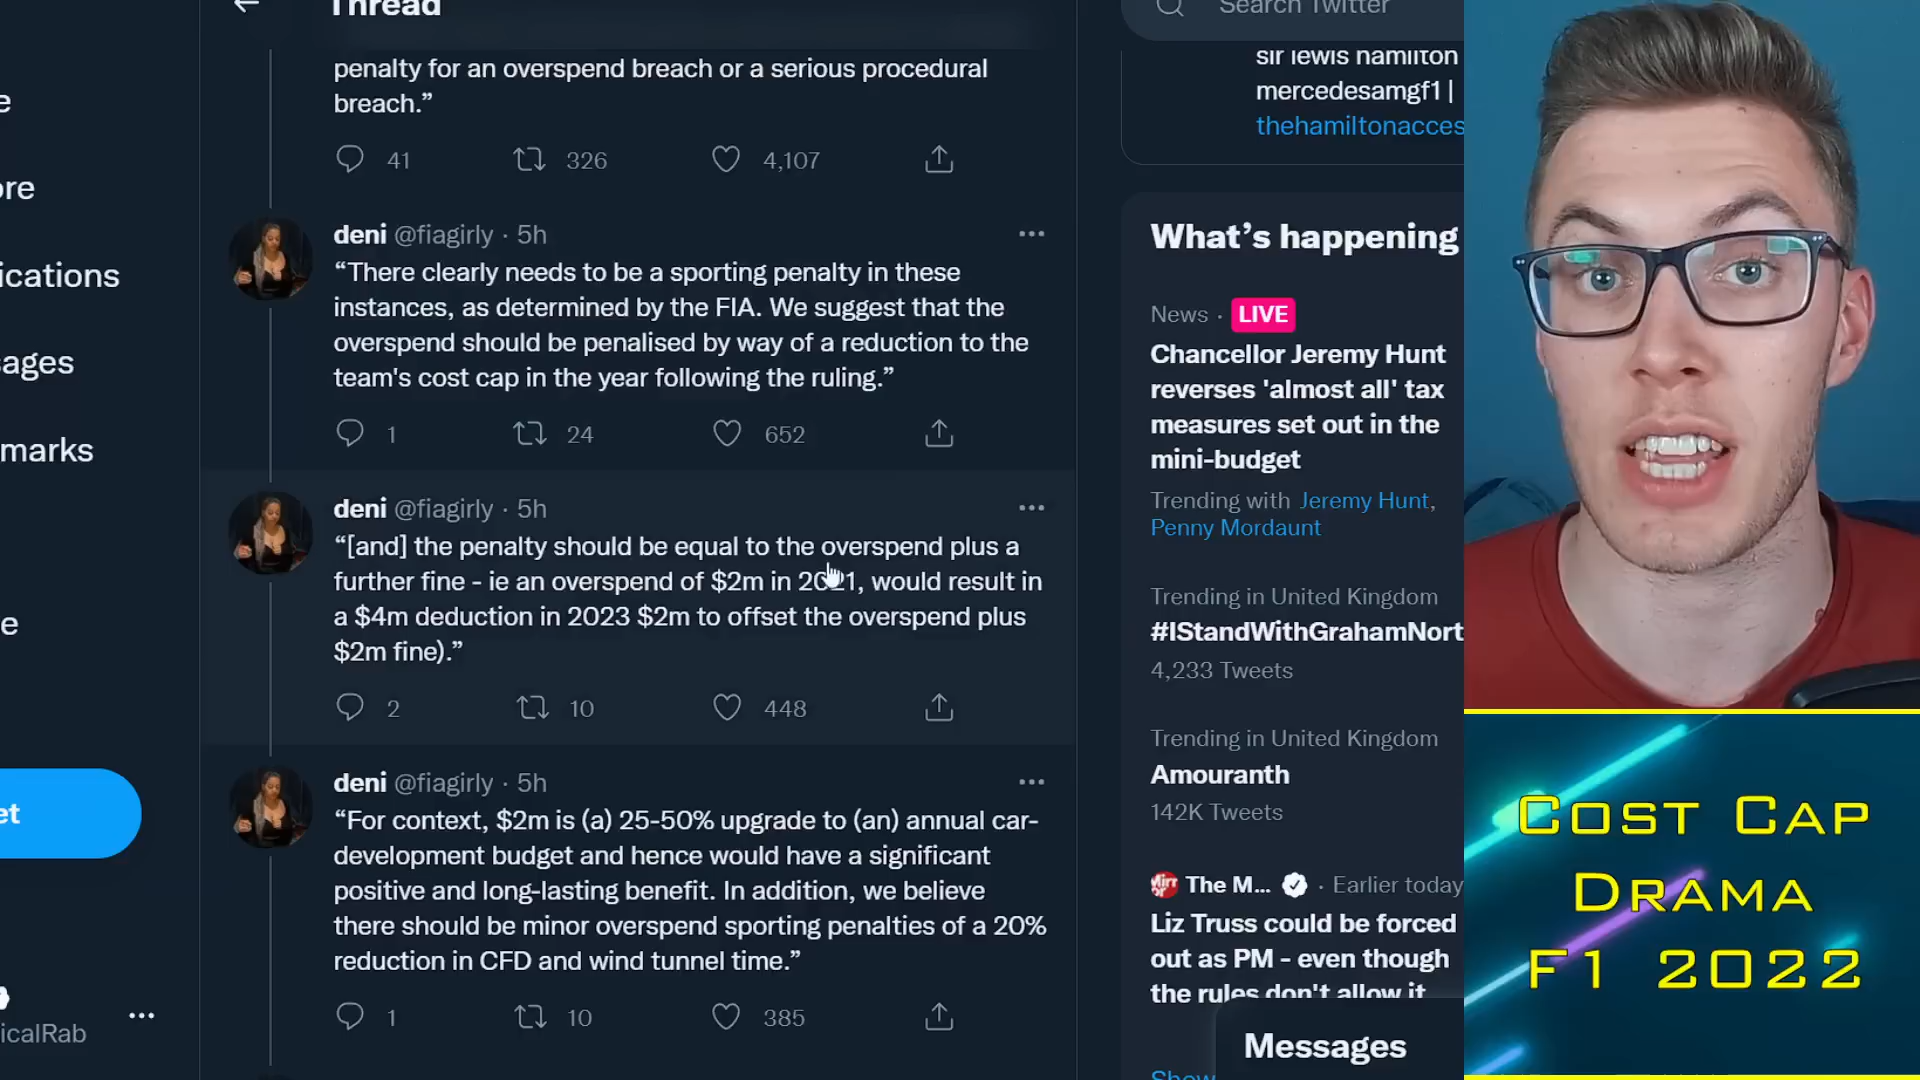 Thread
Search Twitter
e
ore
ications
sages
marks
e
et
icalRab
penalty for an overspend breach or a serious procedural
breach.”
41 326 4,107
deni @fiagirly · 5h
“There clearly needs to be a sporting penalty in these
instances, as determined by the FIA. We suggest that the
overspend should be penalised by way of a reduction to the
team's cost cap in the year following the ruling.”
1 24 652
deni @fiagirly · 5h
“[and] the penalty should be equal to the overspend plus a
further fine - ie an overspend of $2m in 2021, would result in
a $4m deduction in 2023 $2m to offset the overspend plus
$2m fine).”
2 10 448
deni @fiagirly · 5h
“For context, $2m is (a) 25-50% upgrade to (an) annual car-
development budget and hence would have a significant
positive and long-lasting benefit. In addition, we believe
there should be minor overspend sporting penalties of a 20%
reduction in CFD and wind tunnel time.”
1 10 385
sir lewis hamilton
mercedesamgf1 |
thehamiltonacces
What’s happening
News · LIVE
Chancellor Jeremy Hunt
reverses 'almost all' tax
measures set out in the
mini-budget
Trending with Jeremy Hunt,
Penny Mordaunt
Trending in United Kingdom
#IStandWithGrahamNort
4,233 Tweets
Trending in United Kingdom
Amouranth
142K Tweets
The M... · Earlier today
Liz Truss could be forced
out as PM - even though
the rules don't allow it
Show
Messages
COST CAP
DRAMA
F1 2022